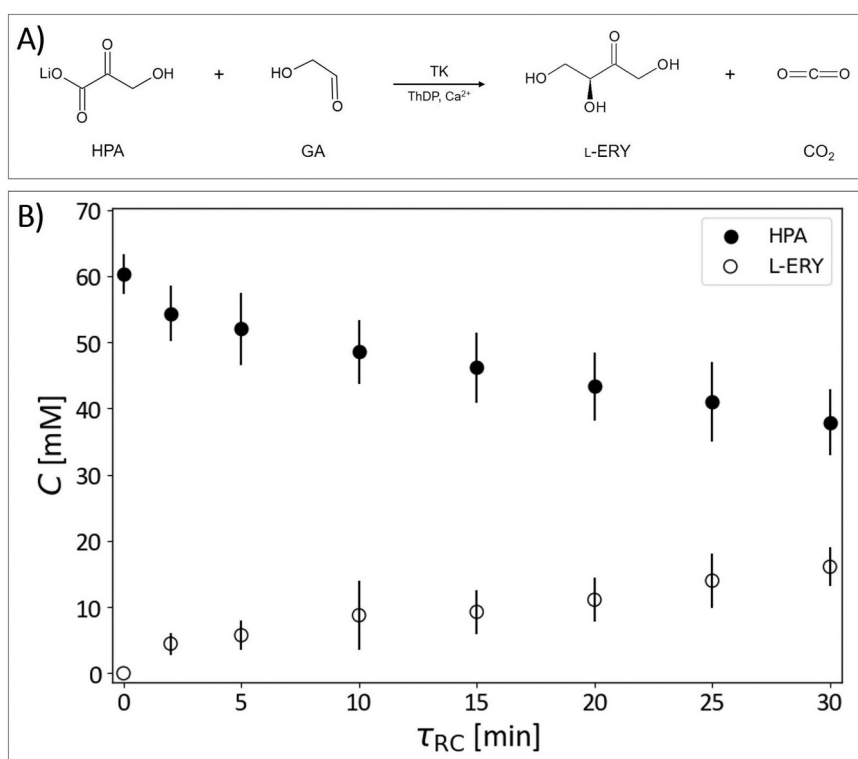 A)
LiO
O
O
OH
HPA
+
HO
O
GA
TK
ThDP, Ca²⁺
HO
OH
O
OH
L-ERY
+
O=C=O
CO₂
B)
C [mM]
70
60
50
40
30
20
10
0
HPA
L-ERY
0 5 10 15 20 25 30
τRC [min]